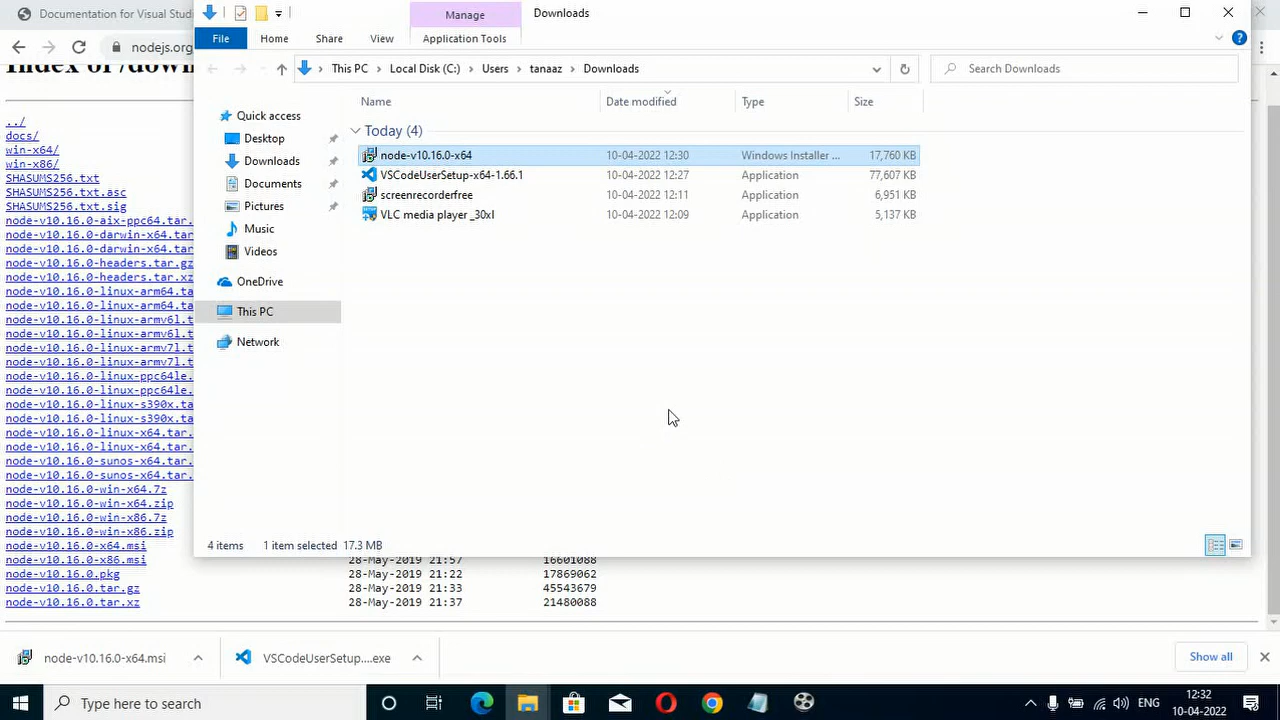 Documentation for Visual Studi
nodejs.org
Index of /down
../
docs/
win-x64/
win-x86/
SHASUMS256.txt
SHASUMS256.txt.asc
SHASUMS256.txt.sig
node-v10.16.0-aix-ppc64.tar.
node-v10.16.0-darwin-x64.tar
node-v10.16.0-darwin-x64.tar
node-v10.16.0-headers.tar.gz
node-v10.16.0-headers.tar.xz
node-v10.16.0-linux-arm64.ta
node-v10.16.0-linux-arm64.ta
node-v10.16.0-linux-armv6l.t
node-v10.16.0-linux-armv6l.t
node-v10.16.0-linux-armv7l.t
node-v10.16.0-linux-armv7l.t
node-v10.16.0-linux-ppc64le.
node-v10.16.0-linux-ppc64le.
node-v10.16.0-linux-s390x.ta
node-v10.16.0-linux-s390x.ta
node-v10.16.0-linux-x64.tar.
node-v10.16.0-linux-x64.tar.
node-v10.16.0-sunos-x64.tar.
node-v10.16.0-sunos-x64.tar.
node-v10.16.0-win-x64.7z
node-v10.16.0-win-x64.zip
node-v10.16.0-win-x86.7z
node-v10.16.0-win-x86.zip
node-v10.16.0-x64.msi
node-v10.16.0-x86.msi 28-May-2019 21:57 16601088
node-v10.16.0.pkg 28-May-2019 21:22 17869062
node-v10.16.0.tar.gz 28-May-2019 21:33 45543679
node-v10.16.0.tar.xz 28-May-2019 21:37 21480088
Manage Downloads
File Home Share View Application Tools
This PC Local Disk (C:) Users tanaaz Downloads Search Downloads
Name Date modified Type Size
Quick access
Desktop
Downloads
Documents
Pictures
Music
Videos
OneDrive
This PC
Network
Today (4)
node-v10.16.0-x64 10-04-2022 12:30 Windows Installer ... 17,760 KB
VSCodeUserSetup-x64-1.66.1 10-04-2022 12:27 Application 77,607 KB
screenrecorderfree 10-04-2022 12:11 Application 6,951 KB
VLC media player _30xI 10-04-2022 12:09 Application 5,137 KB
4 items 1 item selected 17.3 MB
node-v10.16.0-x64.msi VSCodeUserSetup....exe Show all
Type here to search ENG 12:32
10-04-2022